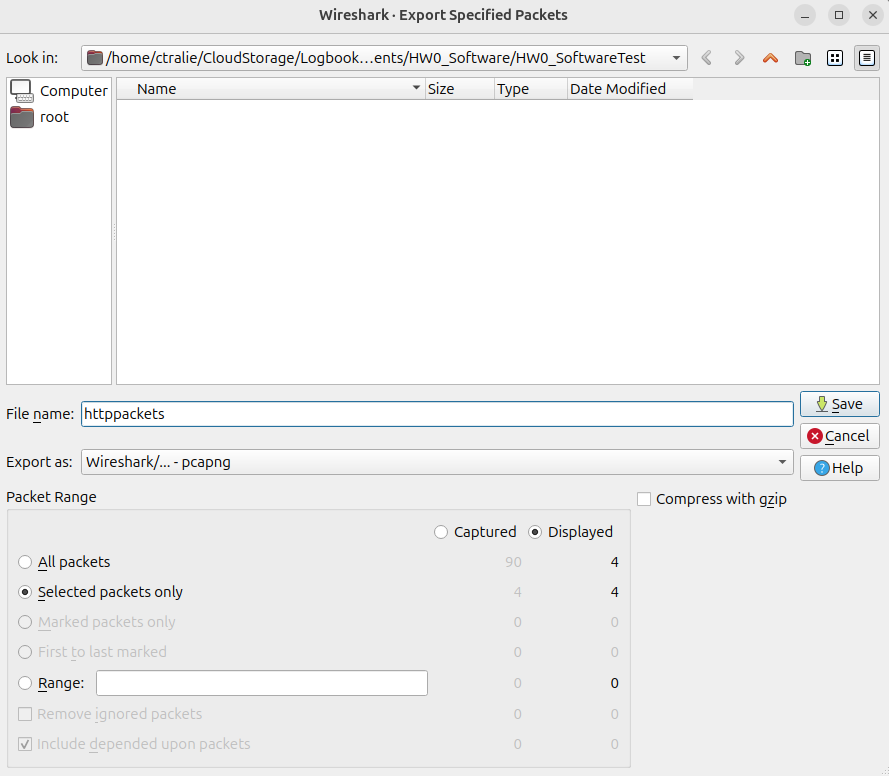 Wireshark · Export Specified Packets
Look in: /home/ctralie/CloudStorage/Logbook...ents/HW0_Software/HW0_SoftwareTest
Computer
root
Name Size Type Date Modified
File name: httppackets
Save
Cancel
Export as: Wireshark/... - pcapng
Help
Packet Range
Compress with gzip
Captured Displayed
All packets 90 4
Selected packets only 4 4
Marked packets only 0 0
First to last marked 0 0
Range: 0 0
Remove ignored packets 0 0
Include depended upon packets 0 0